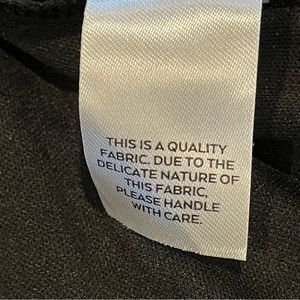 THIS IS A QUALITY
FABRIC. DUE TO THE
DELICATE NATURE OF
THIS FABRIC,
PLEASE HANDLE
WITH CARE.